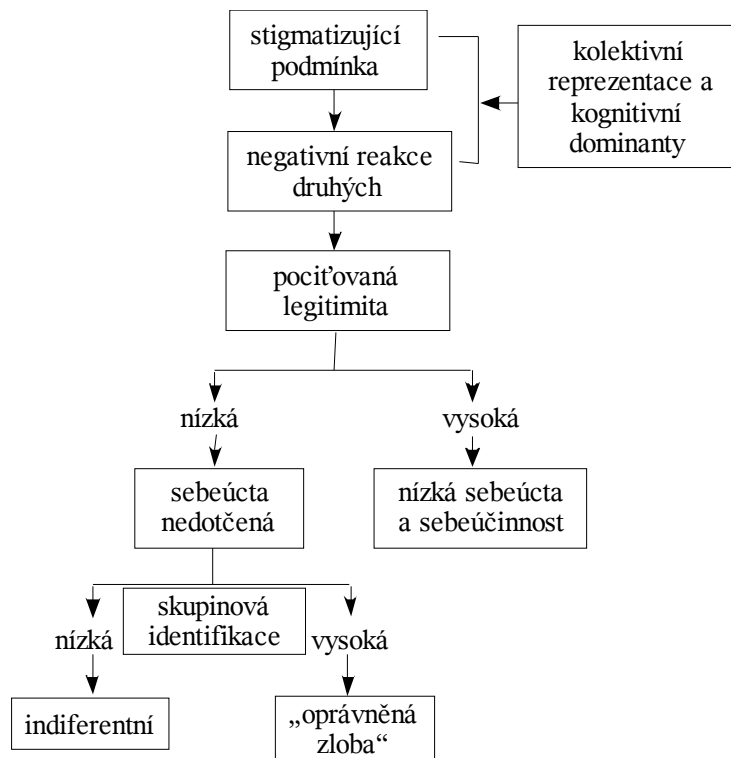 stigmatizující
podmínka
kolektivní
reprezentace a
kognitivní
dominanty
negativní reakce
druhých
pociťovaná
legitimita
nízká
vysoká
sebeúcta
nedotčená
nízká sebeúcta
a sebeúčinnost
skupinová
identifikace
nízká
vysoká
indiferentní
„oprávněná
zloba“